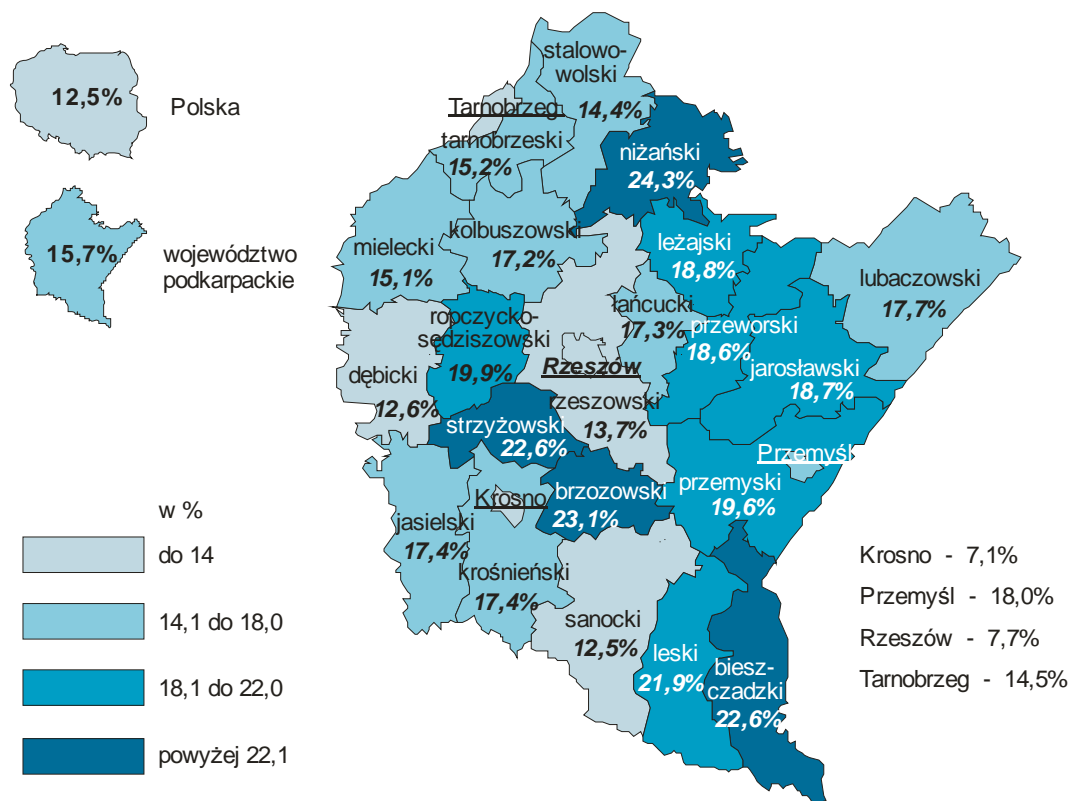 12,5%
Polska
15,7%
województwo
podkarpackie
stalowo-
wolski
14,4%
Tarnobrzeg
tarnobrzeski
15,2%
niżański
24,3%
mielecki
15,1%
kolbuszowski
17,2%
leżajski
18,8%
lubaczowski
17,7%
ropczycko-
sędziszowski
19,9%
łańcucki
17,3%
przeworski
18,6%
jarosławski
18,7%
dębicki
12,6%
Rzeszów
rzeszowski
13,7%
strzyżowski
22,6%
Przemyśl
przemyski
19,6%
Krosno
brzozowski
23,1%
jasielski
17,4%
krośnieński
17,4%
sanocki
12,5%
leski
21,9%
biesz-
czadzki
22,6%
w %
do 14
14,1 do 18,0
18,1 do 22,0
powyżej 22,1
Krosno - 7,1%
Przemyśl - 18,0%
Rzeszów - 7,7%
Tarnobrzeg - 14,5%